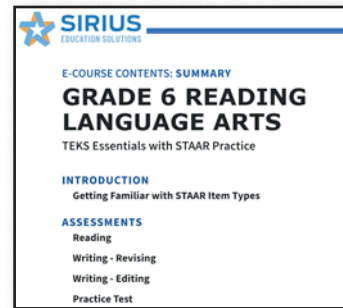 SIRIUS
EDUCATION SOLUTIONS
E-COURSE CONTENTS: SUMMARY
GRADE 6 READING
LANGUAGE ARTS
TEKS Essentials with STAAR Practice
INTRODUCTION
Getting Familiar with STAAR Item Types
ASSESSMENTS
Reading
Writing - Revising
Writing - Editing
Practice Test